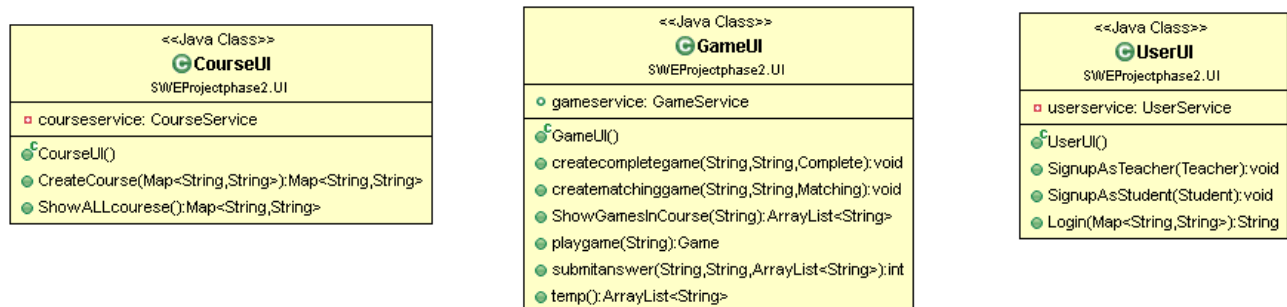 <<Java Class>>
CourseUI
SWEProjectphase2.UI
courseservice: CourseService
CourseUI()
CreateCourse(Map<String,String>):Map<String,String>
ShowALLcourese():Map<String,String>
<<Java Class>>
GameUI
SWEProjectphase2.UI
gameservice: GameService
GameUI()
createcompletegame(String,String,Complete):void
creatematchinggame(String,String,Matching):void
ShowGamesInCourse(String):ArrayList<String>
playgame(String):Game
submitanswer(String,String,ArrayList<String>):int
temp():ArrayList<String>
<<Java Class>>
UserUI
SWEProjectphase2.UI
userservice: UserService
UserUI()
SignupAsTeacher(Teacher):void
SignupAsStudent(Student):void
Login(Map<String,String>):String